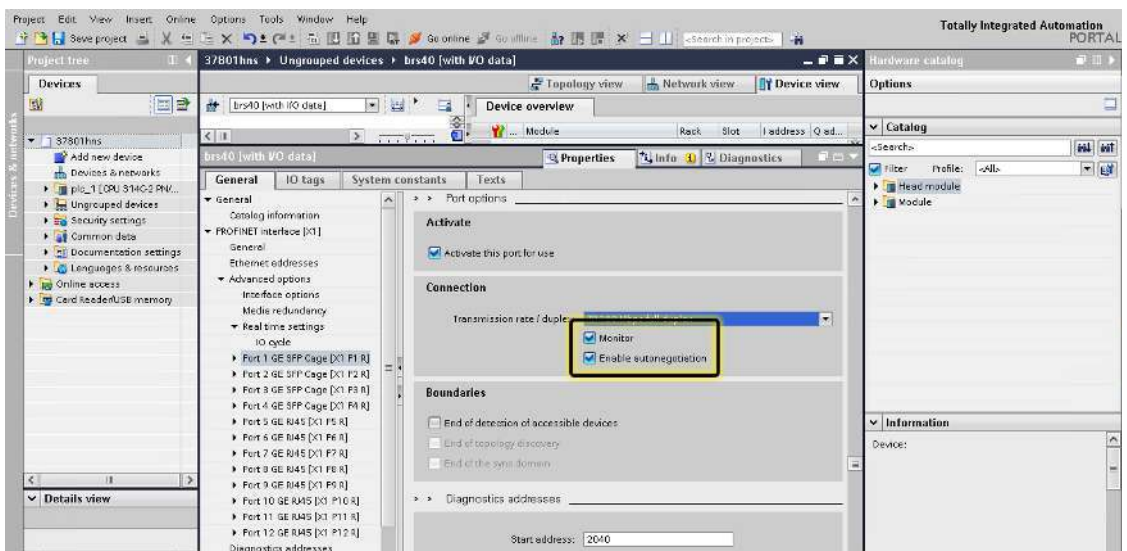 Project Edit View Insert Online Options Tools Window Help
Totally Integrated Automation
PORTAL
Save project Go online Go offline <Search in project>
Project tree
37801hns ▸ Ungrouped devices ▸ brs40 [with I/O data]
Hardware catalog
Devices
Topology view Network view Device view
Options
brs40 [with I/O data]
Device overview
... Module Rack Slot I address Q ad...
Catalog
<Search>
Filter Profile: <All>
Head module
Module
Devices & networks
37801hns
Add new device
Devices & networks
plc_1 [CPU 314C-2 PN/...
Ungrouped devices
Security settings
Common data
Documentation settings
Languages & resources
Online access
Card Reader/USB memory
brs40 [with I/O data]
Properties Info Diagnostics
General IO tags System constants Texts
General
Catalog information
PROFINET interface [X1]
General
Ethernet addresses
Advanced options
Interface options
Media redundancy
Real time settings
IO cycle
Port 1 GE SFP Cage [X1 P1 R]
Port 2 GE SFP Cage [X1 P2 R]
Port 3 GE SFP Cage [X1 P3 R]
Port 4 GE SFP Cage [X1 P4 R]
Port 5 GE RJ45 [X1 P5 R]
Port 6 GE RJ45 [X1 P6 R]
Port 7 GE RJ45 [X1 P7 R]
Port 8 GE RJ45 [X1 P8 R]
Port 9 GE RJ45 [X1 P9 R]
Port 10 GE RJ45 [X1 P10 R]
Port 11 GE RJ45 [X1 P11 R]
Port 12 GE RJ45 [X1 P12 R]
Diagnostics addresses
> > Port options
Activate
Activate this port for use
Connection
Transmission rate / duplex:
Monitor
Enable autonegotiation
Boundaries
End of detection of accessible devices
End of topology discovery
End of the sync domain
> > Diagnostics addresses
Start address: 2040
Information
Device:
Details view